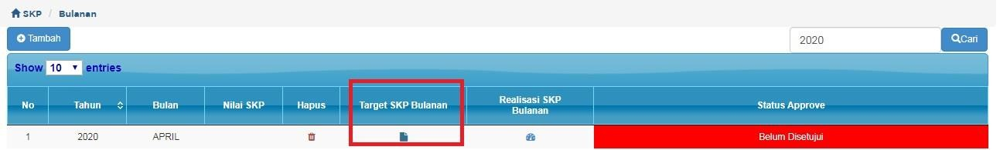 SKP / Bulanan
Tambah
2020
Cari
Show 10 entries
No Tahun Bulan Nilai SKP Hapus Target SKP Bulanan Realisasi SKP Bulanan Status Approve
1 2020 APRIL Belum Disetujui